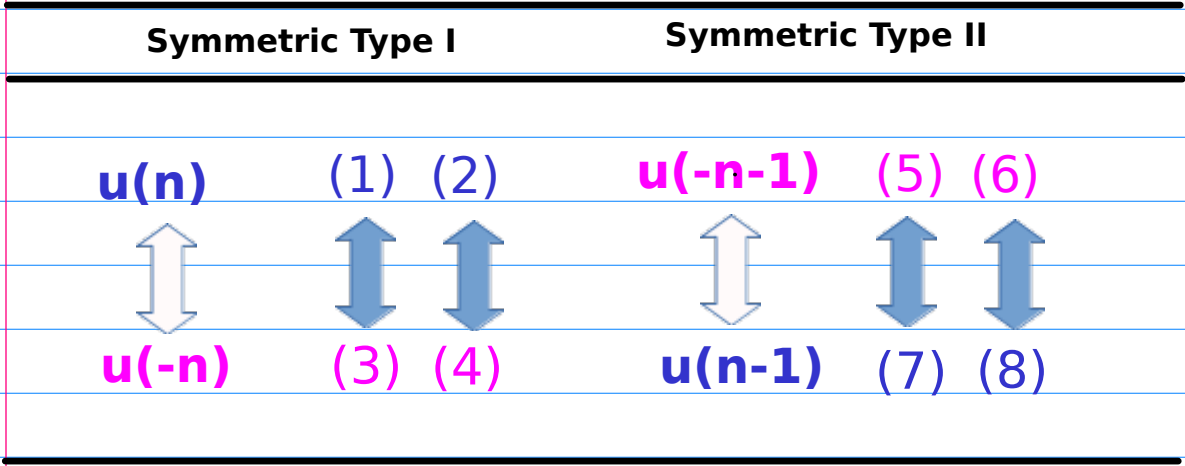 Symmetric Type I Symmetric Type II
u(n) (1) (2) u(-n-1) (5) (6)
u(-n) (3) (4) u(n-1) (7) (8)